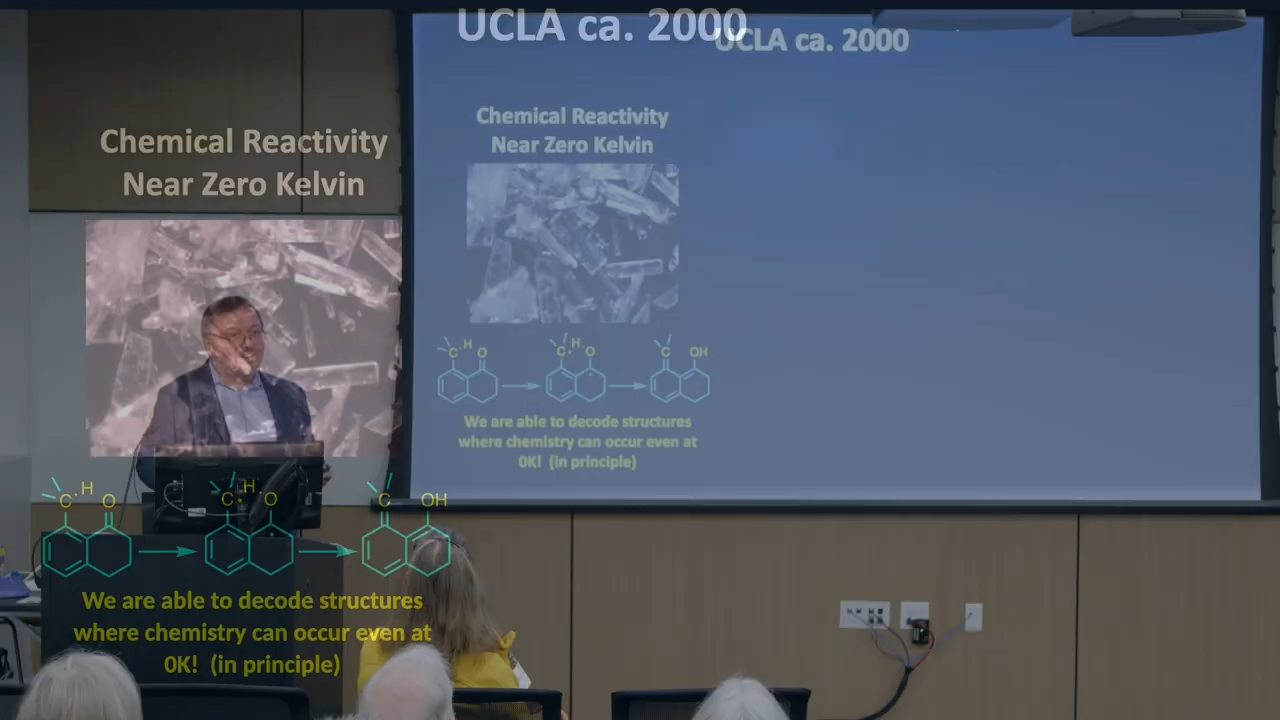 UCLA ca. 2000
Chemical Reactivity
Near Zero Kelvin
C
H
O
C
H
O
C
OH
We are able to decode structures
where chemistry can occur even at
0K! (in principle)
UCLA ca. 2000
Chemical Reactivity
Near Zero Kelvin
C
H
O
C
H
O
C
OH
We are able to decode structures
where chemistry can occur even at
0K! (in principle)